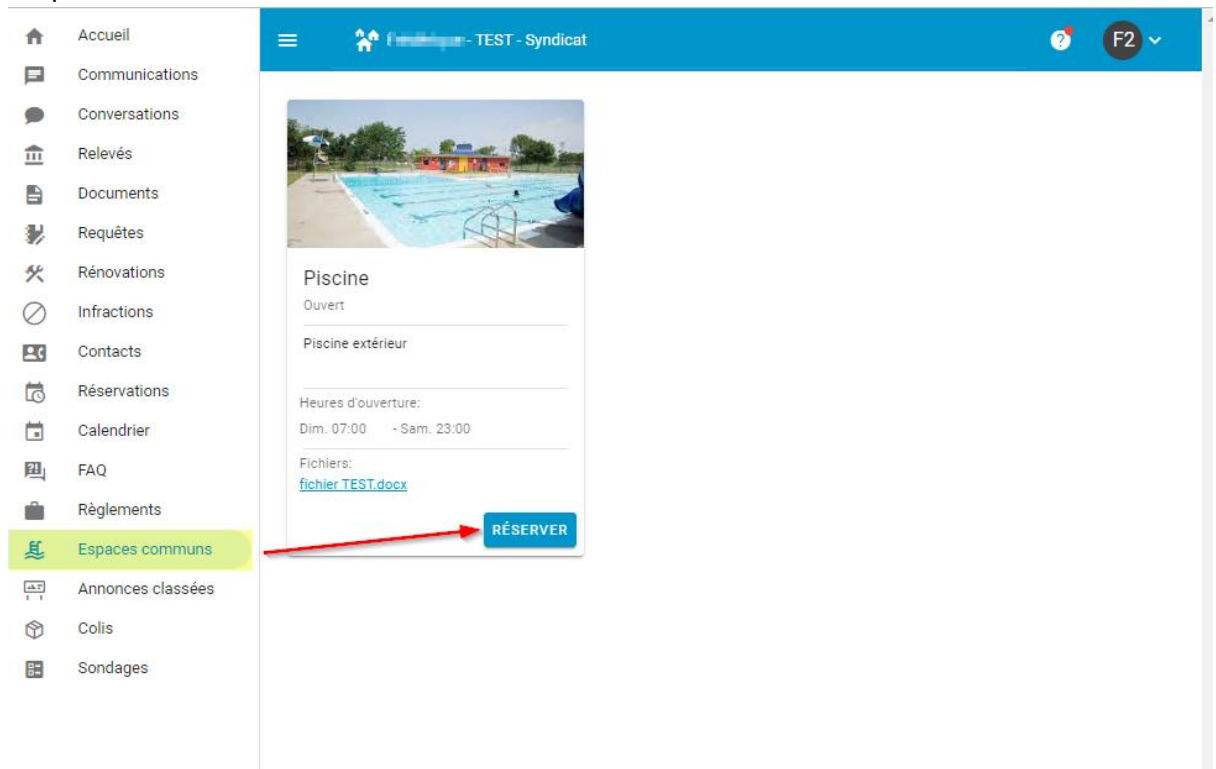 Accueil
Communications
Conversations
Relevés
Documents
Requêtes
Rénovations
Infractions
Contacts
Réservations
Calendrier
FAQ
Règlements
Espaces communs
Annonces classées
Colis
Sondages
- TEST - Syndicat
?
F2
Piscine
Ouvert
Piscine extérieur
Heures d'ouverture:
Dim. 07:00 - Sam. 23:00
Fichiers:
fichier TEST.docx
RÉSERVER